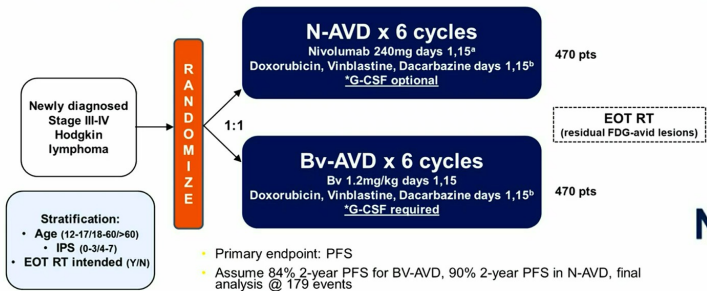 N-AVD x 6 cycles
Nivolumab 240mg days 1,15ª
Doxorubicin, Vinblastine, Dacarbazine days 1,15ᵇ
*G-CSF optional
470 pts
Newly diagnosed
Stage III-IV
Hodgkin
lymphoma
RANDOMIZE
1:1
EOT RT
(residual FDG-avid lesions)
Bv-AVD x 6 cycles
Bv 1.2mg/kg days 1,15
Doxorubicin, Vinblastine, Dacarbazine days 1,15ᵇ
*G-CSF required
470 pts
Stratification:
• Age (12-17/18-60/>60)
• IPS (0-3/4-7)
• EOT RT intended (Y/N)
• Primary endpoint: PFS
• Assume 84% 2-year PFS for BV-AVD, 90% 2-year PFS in N-AVD, final
analysis @ 179 events